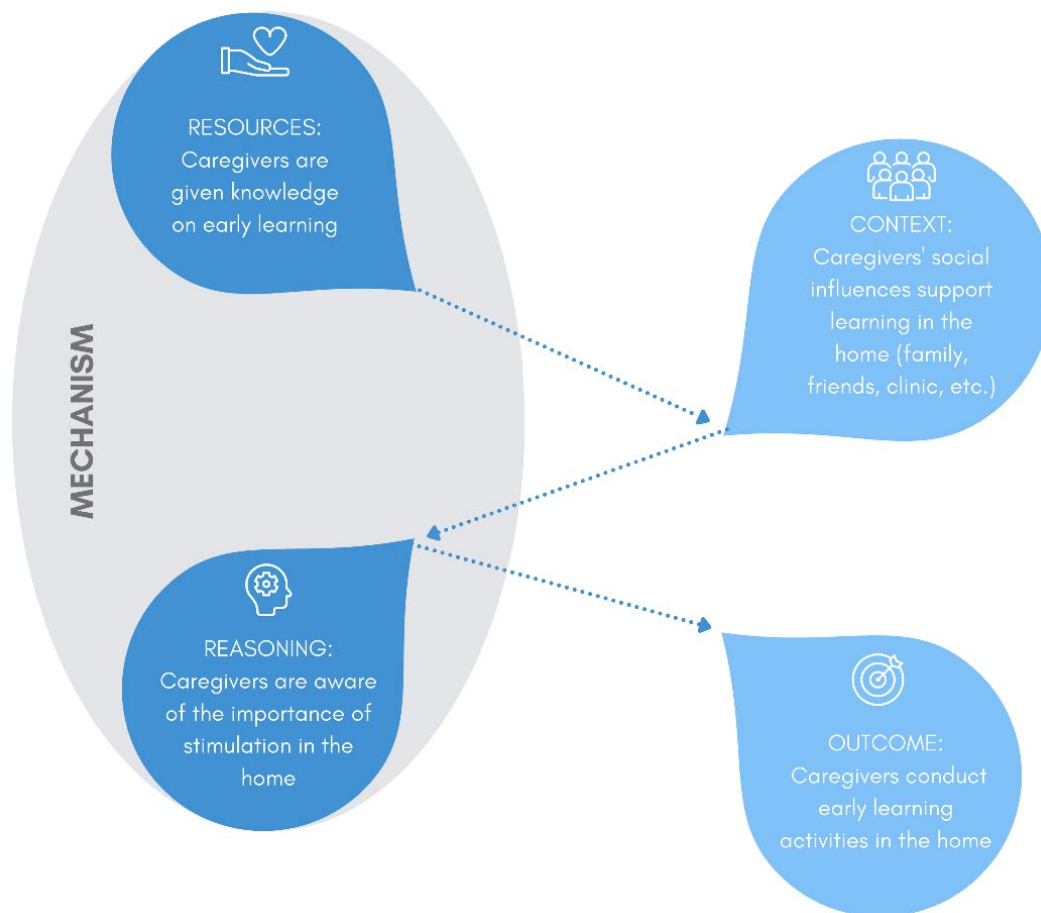 RESOURCES:
Caregivers are
given knowledge
on early learning
CONTEXT:
Caregivers' social
influences support
learning in the
home (family,
friends, clinic, etc.)
MECHANISM
REASONING:
Caregivers are aware
of the importance of
stimulation in the
home
OUTCOME:
Caregivers conduct
early learning
activities in the home